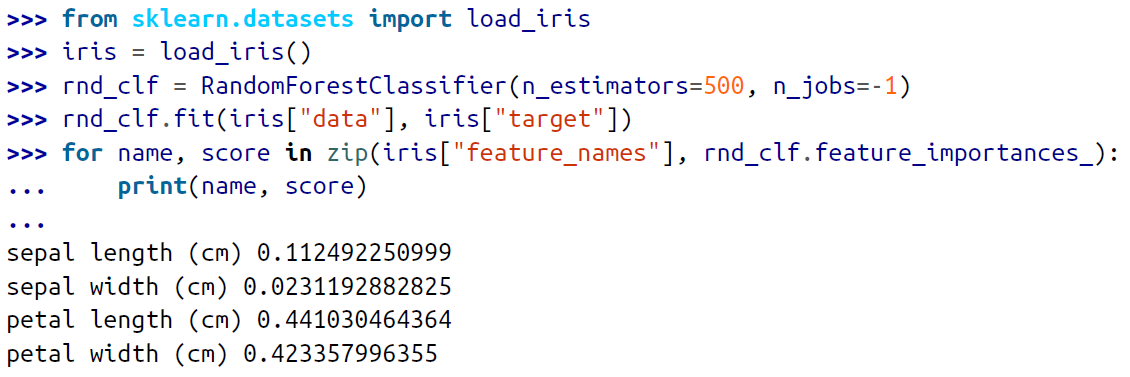 >>> from sklearn.datasets import load_iris
>>> iris = load_iris()
>>> rnd_clf = RandomForestClassifier(n_estimators=500, n_jobs=-1)
>>> rnd_clf.fit(iris["data"], iris["target"])
>>> for name, score in zip(iris["feature_names"], rnd_clf.feature_importances_):
...     print(name, score)
...
sepal length (cm) 0.112492250999
sepal width (cm) 0.0231192882825
petal length (cm) 0.441030464364
petal width (cm) 0.423357996355